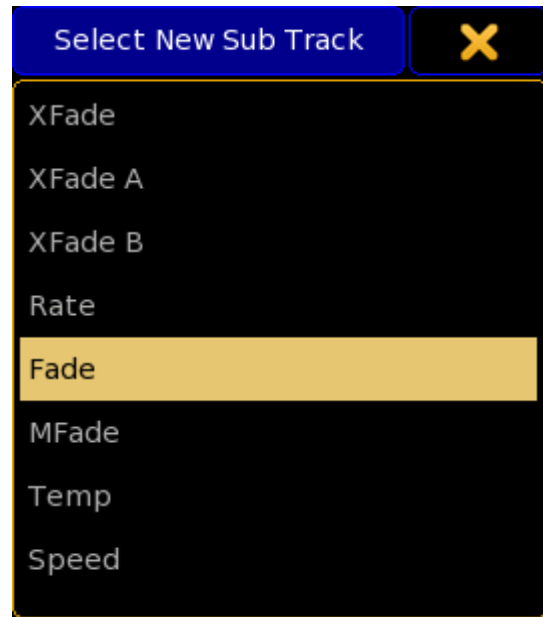 Select New Sub Track
XFade
XFade A
XFade B
Rate
Fade
MFade
Temp
Speed